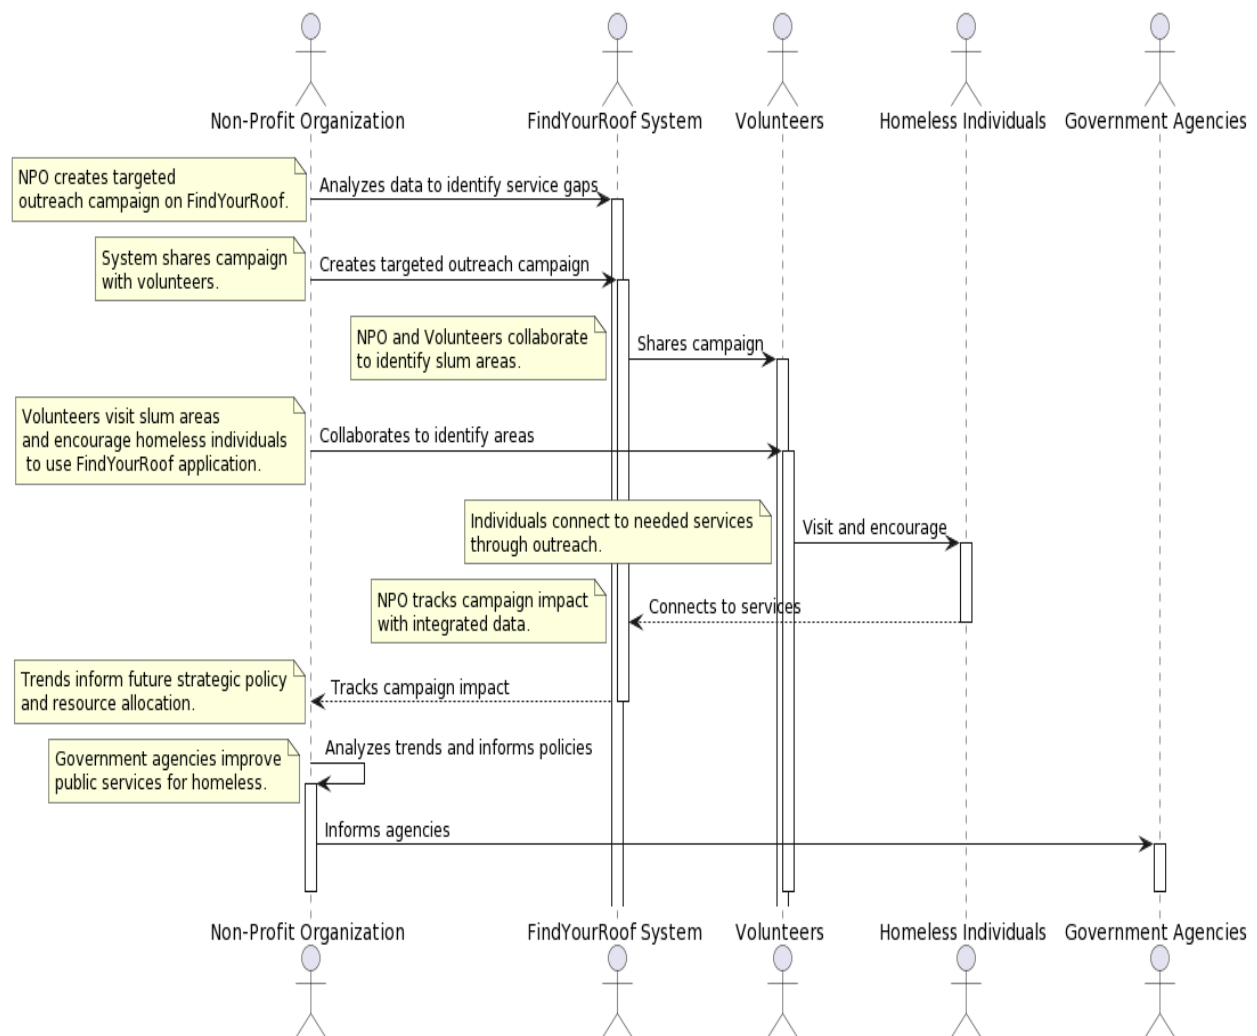 Non-Profit Organization
FindYourRoof System
Volunteers
Homeless Individuals
Government Agencies
NPO creates targeted
outreach campaign on FindYourRoof.
Analyzes data to identify service gaps
System shares campaign
with volunteers.
Creates targeted outreach campaign
NPO and Volunteers collaborate
to identify slum areas.
Shares campaign
Volunteers visit slum areas
and encourage homeless individuals
to use FindYourRoof application.
Collaborates to identify areas
Individuals connect to needed services
through outreach.
Visit and encourage
NPO tracks campaign impact
with integrated data.
Connects to services
Trends inform future strategic policy
and resource allocation.
Tracks campaign impact
Government agencies improve
public services for homeless.
Analyzes trends and informs policies
Informs agencies
Non-Profit Organization
FindYourRoof System
Volunteers
Homeless Individuals
Government Agencies